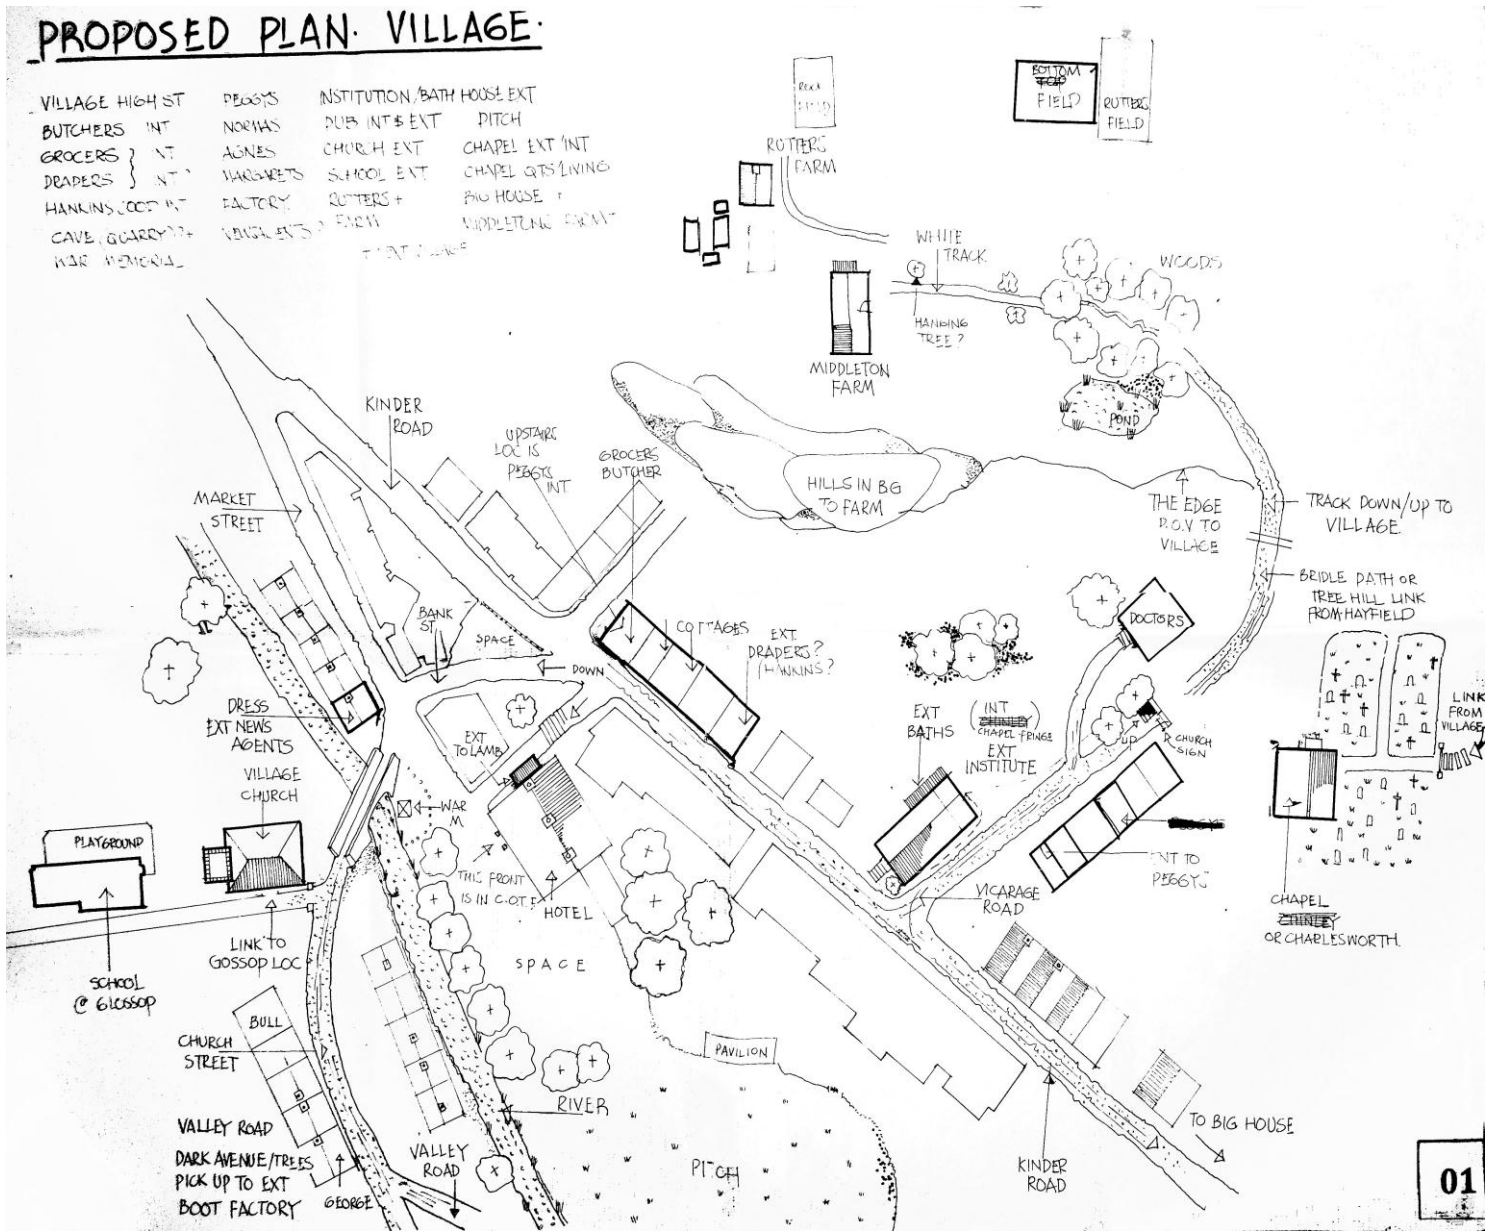 PROPOSED PLAN. VILLAGE.
VILLAGE HIGH ST PEGGYS INSTITUTION/BATH HOUSE EXT
BUTCHERS INT NORMAS PUB INT & EXT PITCH
GROCERS } INT AGNES CHURCH EXT CHAPEL EXT INT
DRAPERS } INT MARGARETS SCHOOL EXT CHAPEL QTS/LIVING
FACTORY RUTTERS + BIG HOUSE
CAVE/QUARRY FARM MIDDLETONS FRONT
WAR MEMORIAL
FIELD
BOTTOM
FIELD
RUTTERS
FIELD
RUTTERS
FARM
WHITE
TRACK
WOODS
HANGING
TREE?
MIDDLETON
FARM
POND
KINDER
ROAD
UPSTAIRS
LOC IS
PEGGYS
INT
GROCERS
BUTCHER
HILLS IN BG
TO FARM
MARKET
STREET
THE EDGE
P.O.V TO
VILLAGE
TRACK DOWN/UP TO
VILLAGE.
BRIDLE PATH OR
TREE HILL LINK
FROM HAYFIELD
BANK
ST
SPACE
DOWN
COTTAGES
EXT
DRAPERS?
(HANKINS?
DOCTORS
DRESS
EXT NEWS
AGENTS
EXT
TO LAMB
EXT
BATHS
(INT
CHINLEY
CHAPEL FRINGE)
EXT
INSTITUTE
UP
CHURCH
SIGN
LINK
FROM
VILLAGE
VILLAGE
CHURCH
WAR
M
PLAYGROUND
THIS FRONT
IS IN C.O.T.E
HOTEL
INT TO
PEGGYS
VICARAGE
ROAD
CHAPEL
CHINLEY
OR CHARLESWORTH.
LINK TO
GOSSOP LOC
SPACE
SCHOOL
@ GLOSSOP
BULL
CHURCH
STREET
PAVILION
RIVER
TO BIG HOUSE
VALLEY ROAD
DARK AVENUE/TREES
PICK UP TO EXT
BOOT FACTORY
GEORGE
VALLEY
ROAD
PITCH
KINDER
ROAD
01